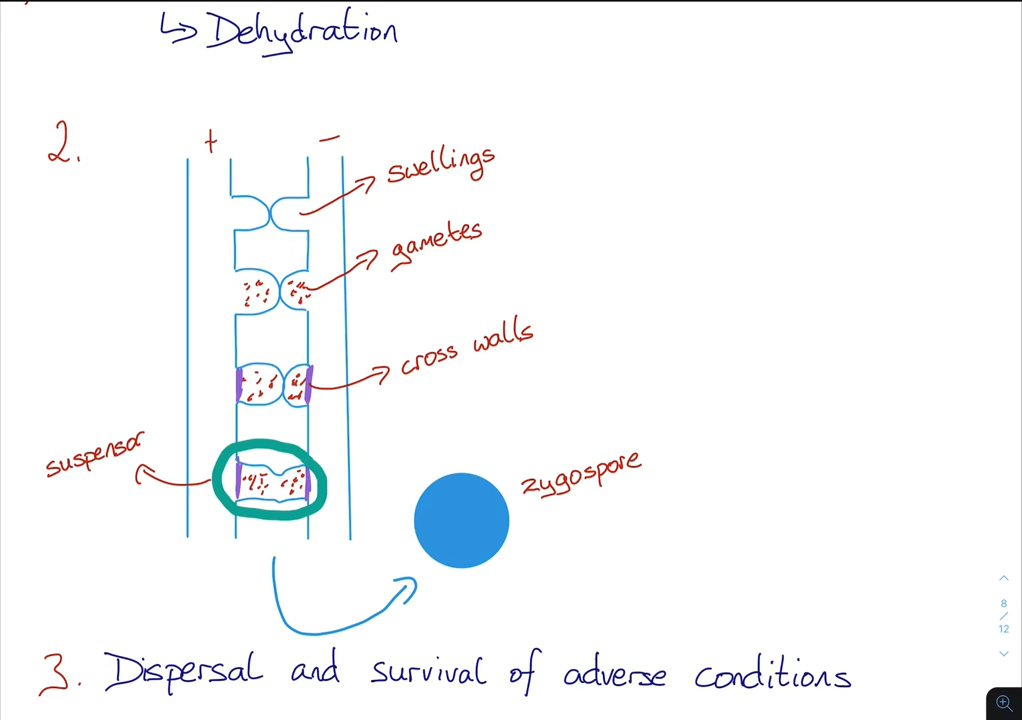 ↳ Dehydration
2.
+ −
swellings
gametes
cross walls
suspensor
zygospore
3. Dispersal and survival of adverse conditions
8
/
12